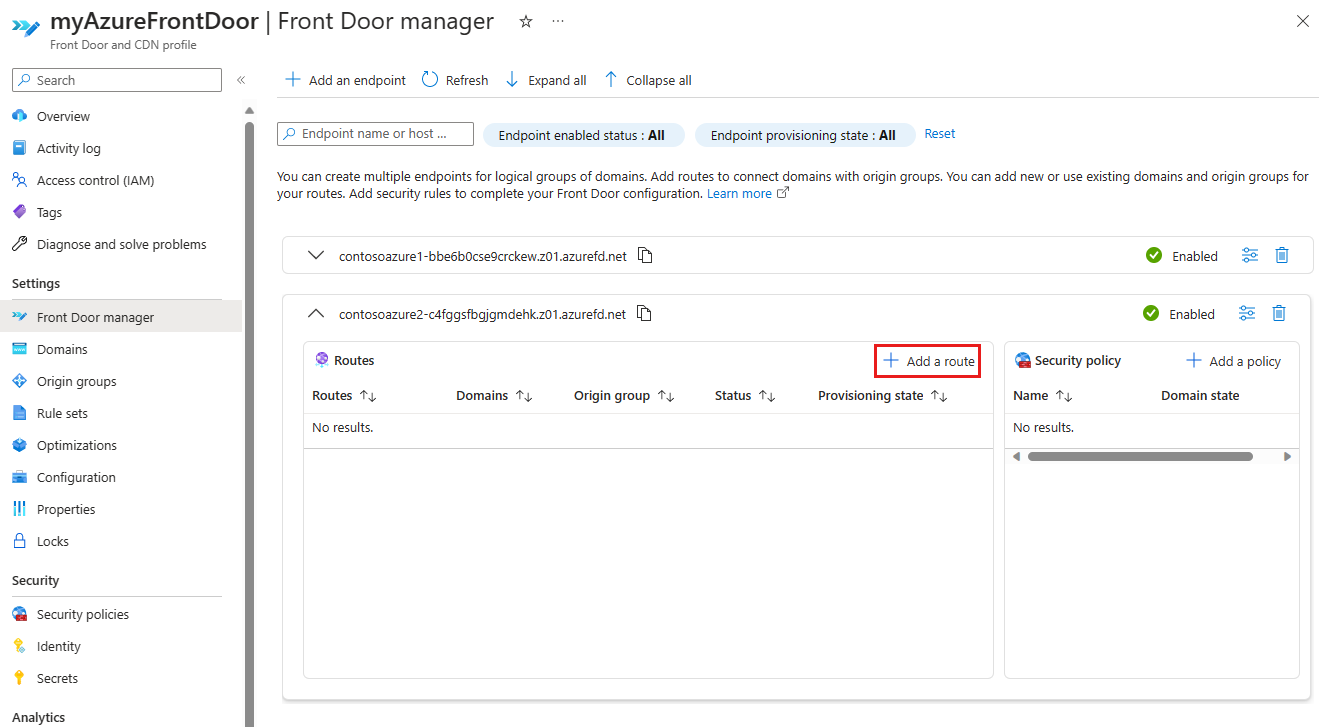 myAzureFrontDoor | Front Door manager
Front Door and CDN profile
Search
Overview
Activity log
Access control (IAM)
Tags
Diagnose and solve problems
Settings
Front Door manager
Domains
Origin groups
Rule sets
Optimizations
Configuration
Properties
Locks
Security
Security policies
Identity
Secrets
Analytics
Add an endpoint Refresh Expand all Collapse all
Endpoint name or host ... Endpoint enabled status : All Endpoint provisioning state : All Reset
You can create multiple endpoints for logical groups of domains. Add routes to connect domains with origin groups. You can add new or use existing domains and origin groups for
your routes. Add security rules to complete your Front Door configuration. Learn more
contosoazure1-bbe6b0cse9crckew.z01.azurefd.net Enabled
contosoazure2-c4fggsfbgjgmdehk.z01.azurefd.net Enabled
Routes Add a route
Routes Domains Origin group Status Provisioning state
No results.
Security policy Add a policy
Name Domain state
No results.